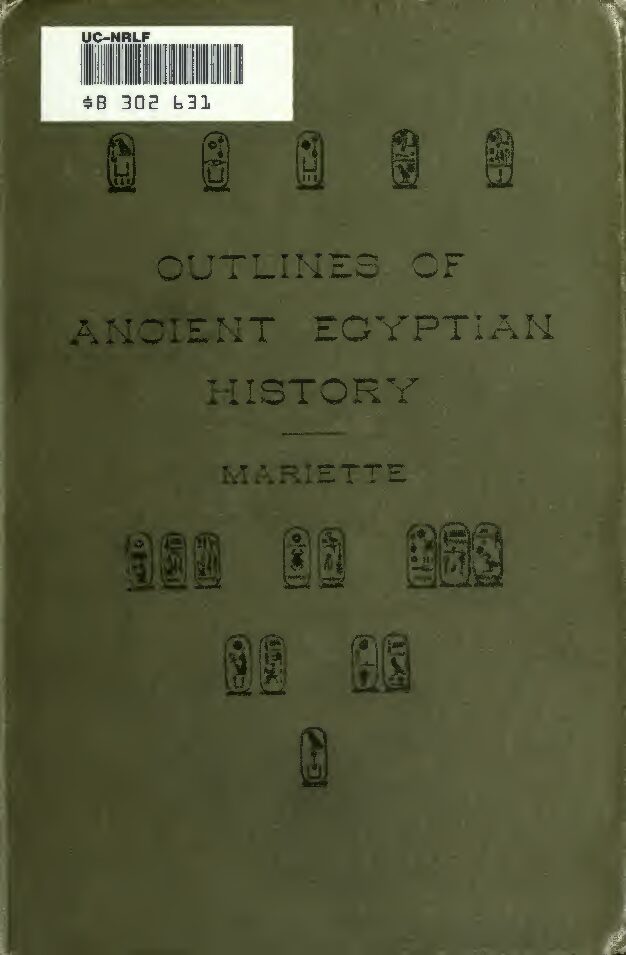 UC-NRLF
$B 302 631
OUTLINES OF
ANCIENT EGYPTIAN
HISTORY
MARIETTE